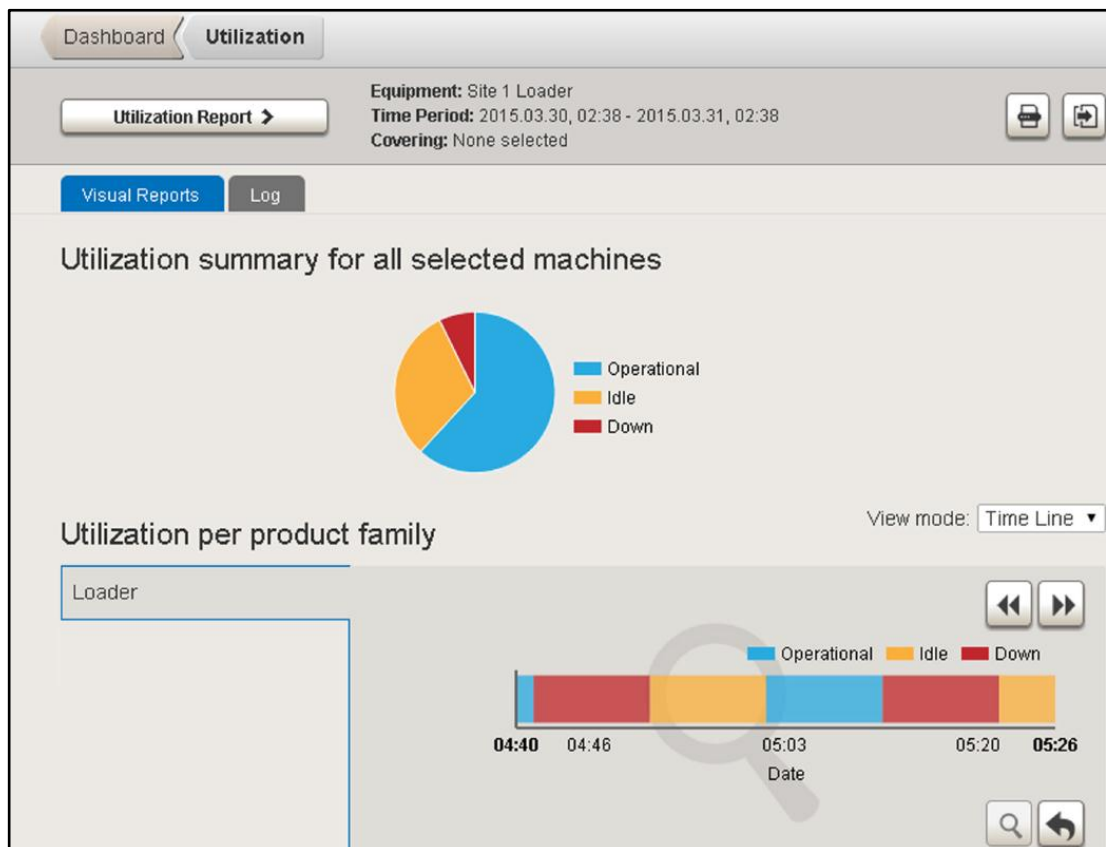 Dashboard
Utilization
Utilization Report
Equipment: Site 1 Loader
Time Period: 2015.03.30, 02:38 - 2015.03.31, 02:38
Covering: None selected
Visual Reports
Log
Utilization summary for all selected machines
Operational
Idle
Down
Utilization per product family
View mode: Time Line
Loader
Operational Idle Down
04:40 04:46 05:03 05:20 05:26
Date